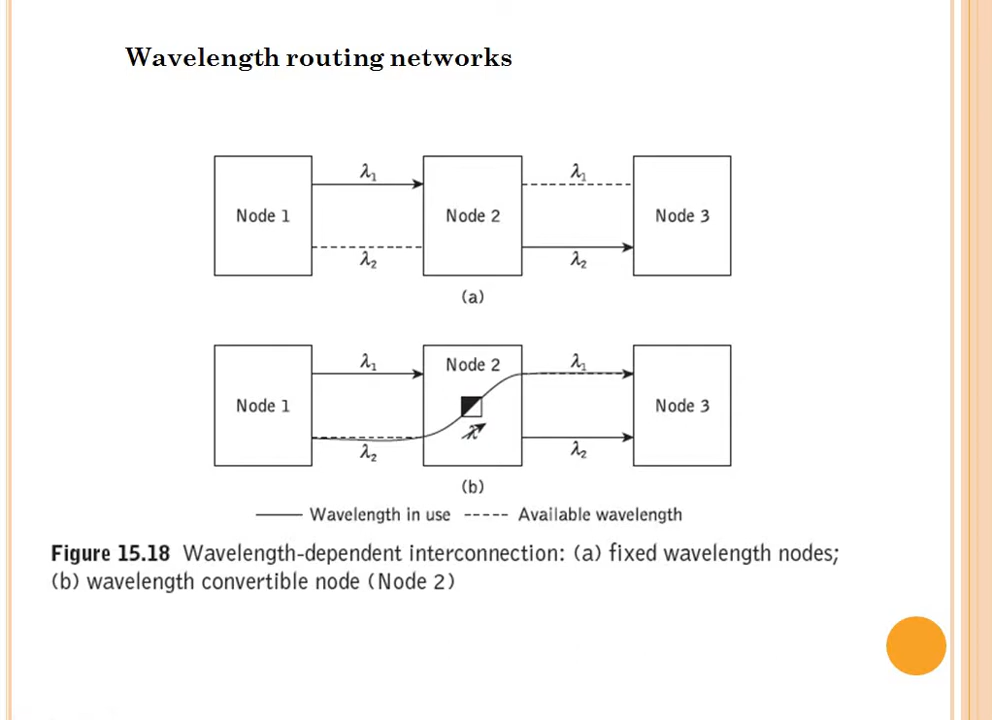 Wavelength routing networks
λ₁ λ₁
Node 1 Node 2 Node 3
λ₂ λ₂
(a)
λ₁ Node 2 λ₁
Node 1 Node 3
λ
λ₂ λ₂
(b)
Wavelength in use Available wavelength
Figure 15.18 Wavelength-dependent interconnection: (a) fixed wavelength nodes;
(b) wavelength convertible node (Node 2)